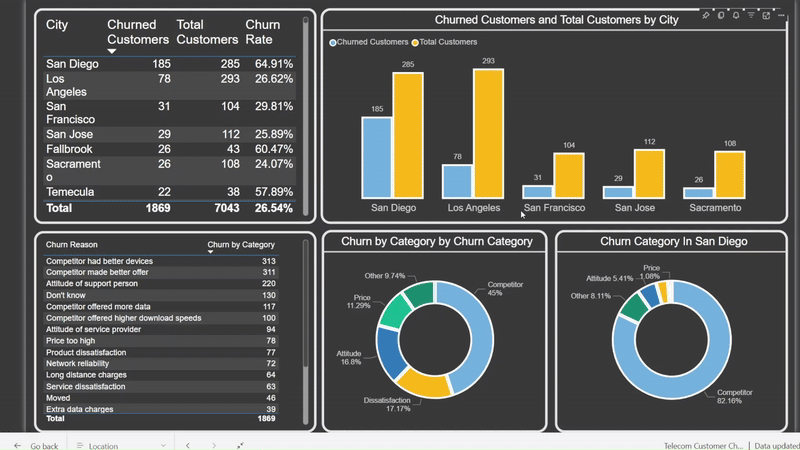 City Churned Customers Total Customers Churn Rate
San Diego 185 285 64.91%
Los Angeles 78 293 26.62%
San Francisco 31 104 29.81%
San Jose 29 112 25.89%
Fallbrook 26 43 60.47%
Sacramento 26 108 24.07%
Temecula 22 38 57.89%
Total 1869 7043 26.54%
Churned Customers and Total Customers by City
Churned Customers Total Customers
185 285 78 293 31 104 29 112 26 108
San Diego Los Angeles San Francisco San Jose Sacramento
Churn Reason Churn by Category
Competitor had better devices 313
Competitor made better offer 311
Attitude of support person 220
Don't know 130
Competitor offered more data 117
Competitor offered higher download speeds 100
Attitude of service provider 94
Price too high 78
Product dissatisfaction 77
Network reliability 72
Long distance charges 64
Service dissatisfaction 63
Moved 46
Extra data charges 39
Total 1869
Churn by Category by Churn Category
Other 9.74%
Price 11.29%
Attitude 16.8%
Dissatisfaction 17.17%
Competitor 45%
Churn Category In San Diego
Price 1.08%
Attitude 5.41%
Other 8.11%
Competitor 82.16%
Go back Location Telecom Customer Ch... | Data updated